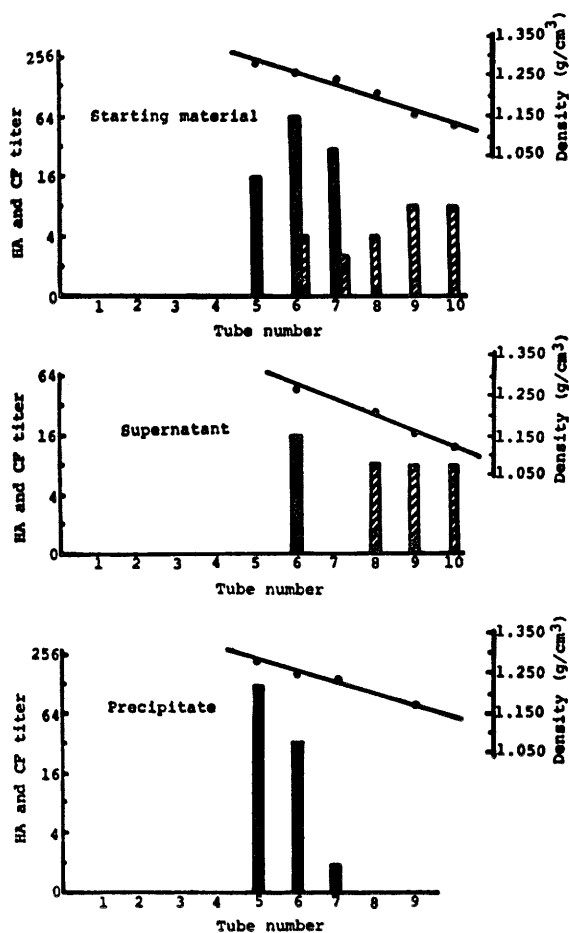 HA and CF titer
256
64
16
4
0
Starting material
1.350
1.250
1.150
1.050
Density (g/cm³)
1 2 3 4 5 6 7 8 9 10
Tube number
HA and CF titer
64
16
4
0
Supernatant
1.350
1.250
1.150
1.050
Density (g/cm³)
1 2 3 4 5 6 7 8 9 10
Tube number
HA and CF titer
256
64
16
4
0
Precipitate
1.350
1.250
1.150
1.050
Density (g/cm³)
1 2 3 4 5 6 7 8 9
Tube number